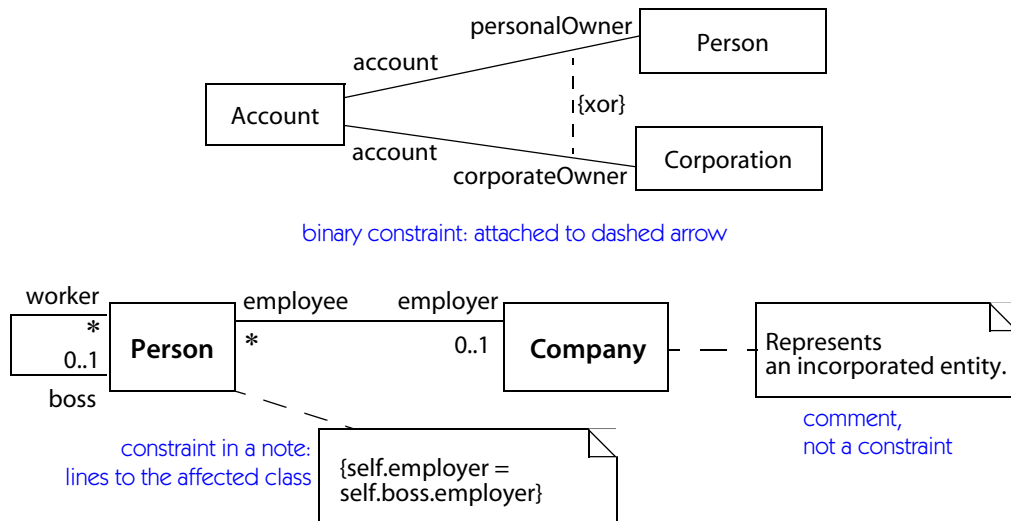 personalOwner
Person
account
Account
{xor}
account
corporateOwner
Corporation
binary constraint: attached to dashed arrow
worker
*
0..1
boss
Person
employee
*
employer
0..1
Company
Represents
an incorporated entity.
comment,
not a constraint
constraint in a note:
lines to the affected class
{self.employer =
self.boss.employer}